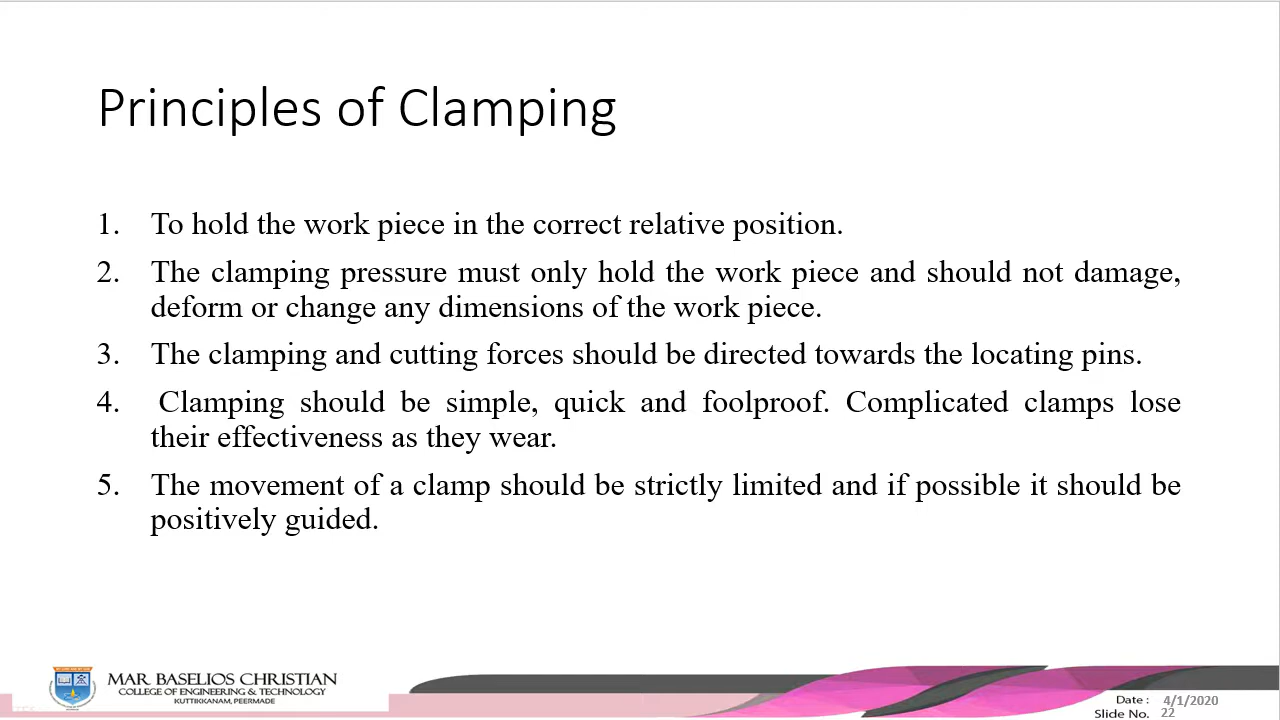 Principles of Clamping
1. To hold the work piece in the correct relative position.
2. The clamping pressure must only hold the work piece and should not damage,
deform or change any dimensions of the work piece.
3. The clamping and cutting forces should be directed towards the locating pins.
4. Clamping should be simple, quick and foolproof. Complicated clamps lose
their effectiveness as they wear.
5. The movement of a clamp should be strictly limited and if possible it should be
positively guided.
MAR BASELIOS CHRISTIAN
COLLEGE OF ENGINEERING & TECHNOLOGY
KUTTIKKANAM, PEERMADE
Date : 4/1/2020
Slide No. 22